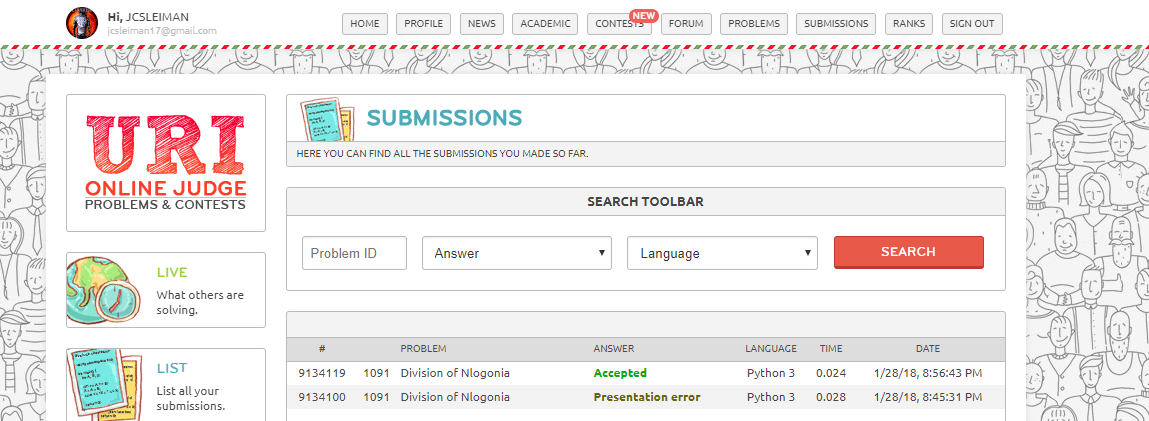 Hi, JCSLEIMAN
jcsleiman17@gmail.com
HOME PROFILE NEWS ACADEMIC CONTESTS NEW FORUM PROBLEMS SUBMISSIONS RANKS SIGN OUT
URI
ONLINE JUDGE
PROBLEMS & CONTESTS
LIVE
What others are
solving.
LIST
List all your
submissions.
SUBMISSIONS
HERE YOU CAN FIND ALL THE SUBMISSIONS YOU MADE SO FAR.
SEARCH TOOLBAR
Problem ID Answer Language SEARCH
# PROBLEM ANSWER LANGUAGE TIME DATE
9134119 1091 Division of Nlogonia Accepted Python 3 0.024 1/28/18, 8:56:43 PM
9134100 1091 Division of Nlogonia Presentation error Python 3 0.028 1/28/18, 8:45:31 PM